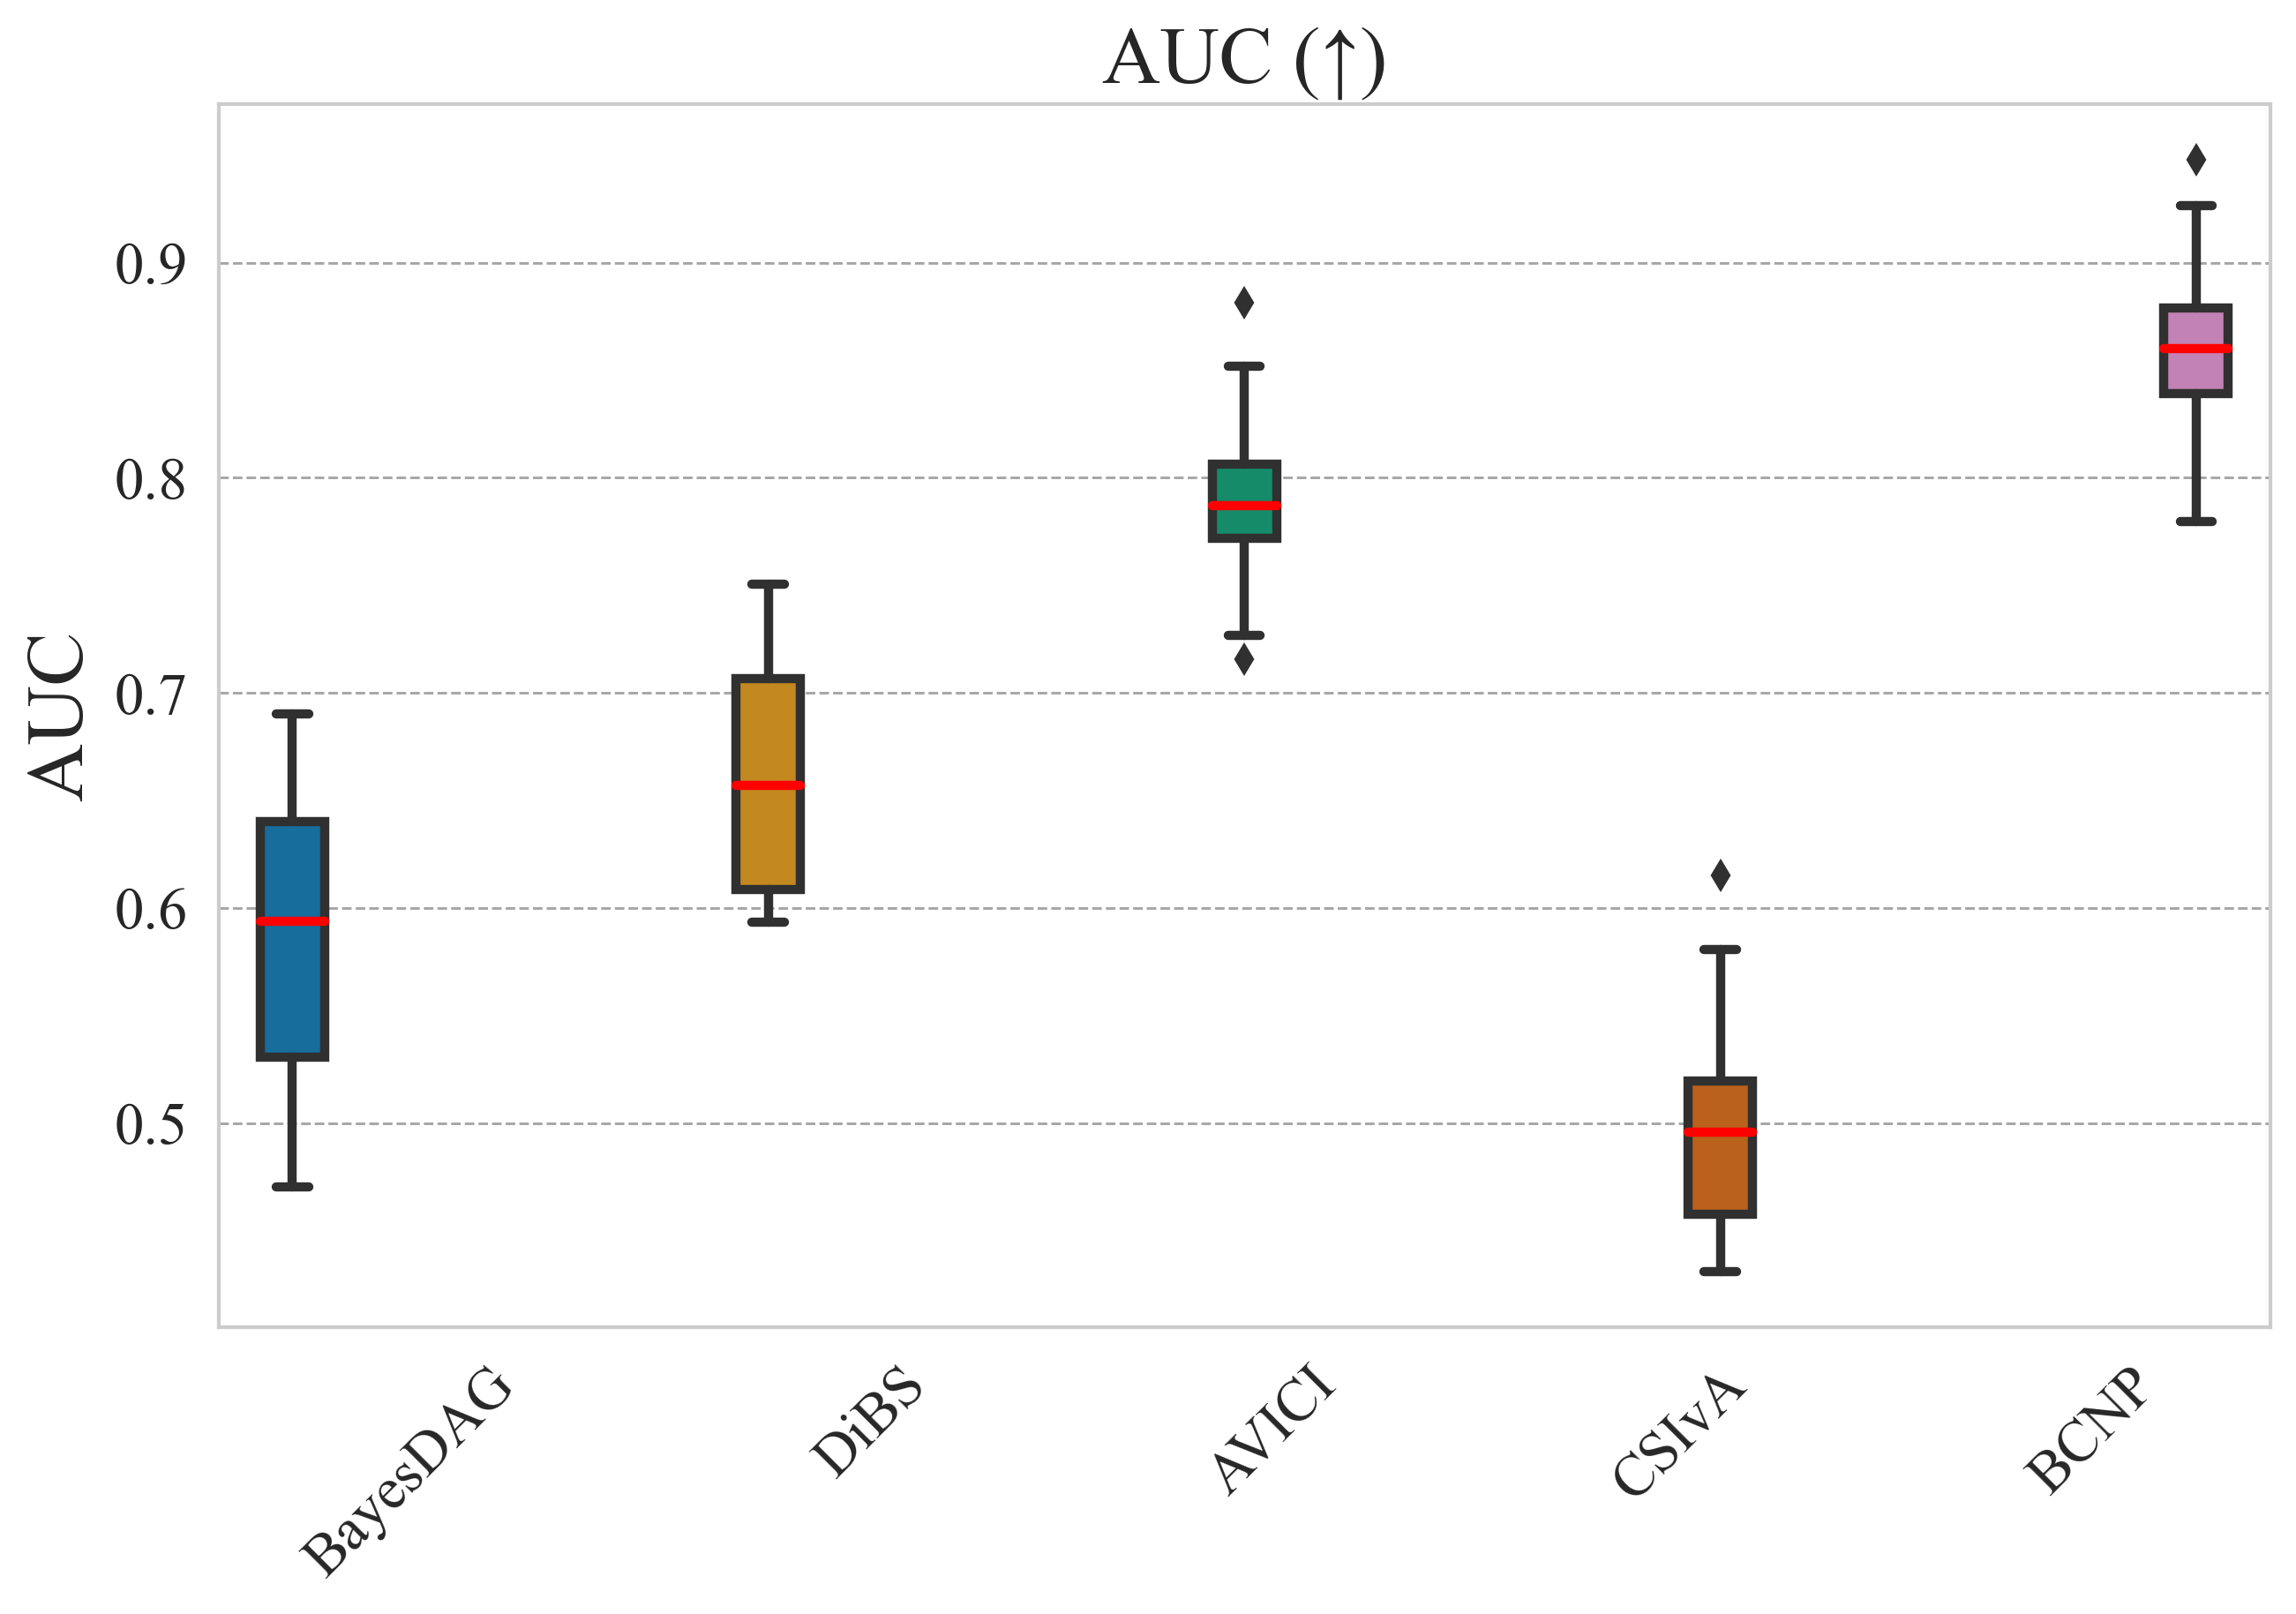 AUC (↑)
AUC
0.9
0.8
0.7
0.6
0.5
BayesDAG
DiBS
AVICI
CSIvA
BCNP